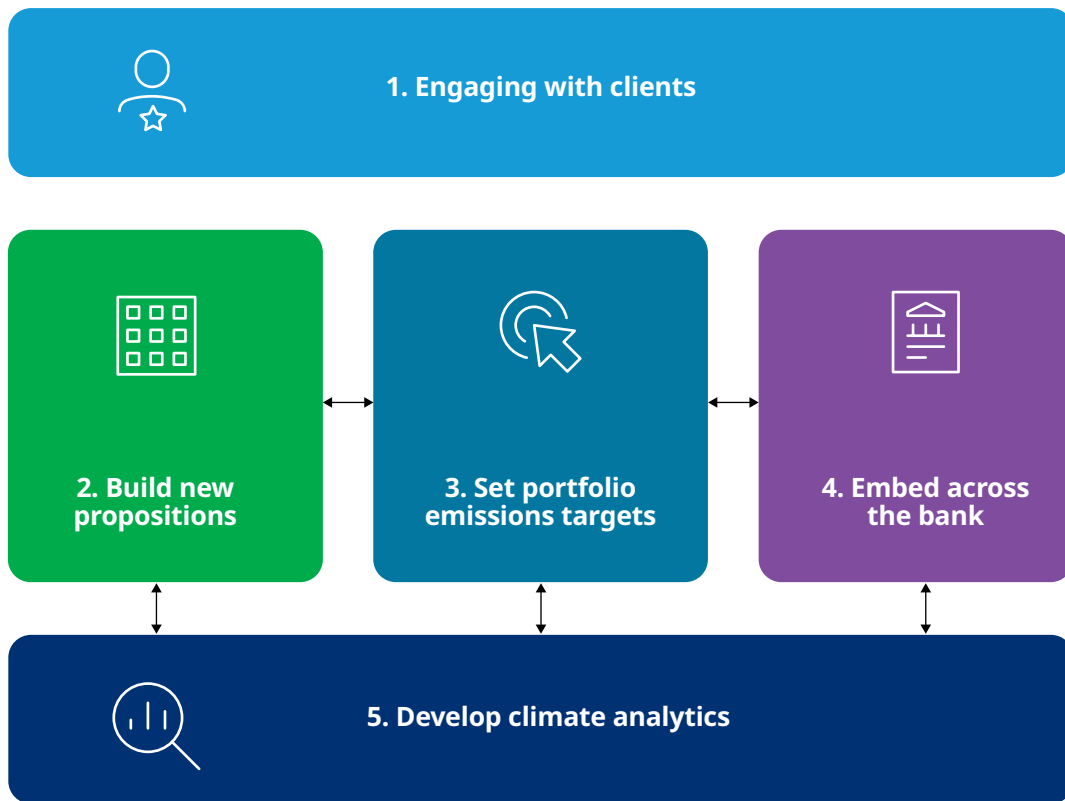 1. Engaging with clients
2. Build new
propositions
3. Set portfolio
emissions targets
4. Embed across
the bank
5. Develop climate analytics